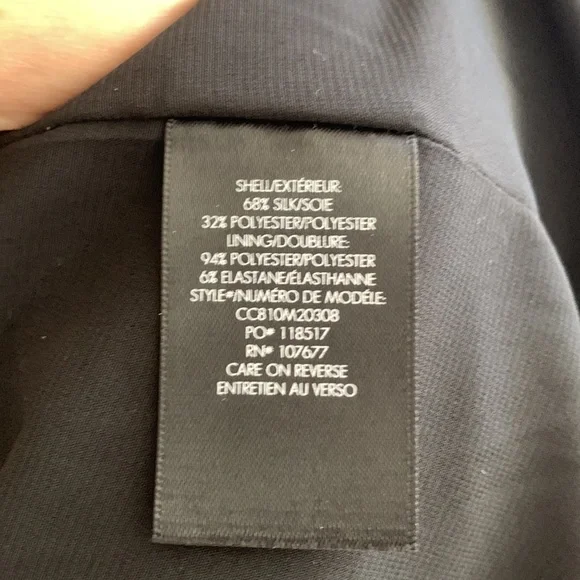 SHELL/EXTÉRIEUR:
68% SILK/SOIE
32% POLYESTER/POLYESTER
LINING/DOUBLURE:
94% POLYESTER/POLYESTER
6% ELASTANE/ÉLASTHANNE
STYLE#/NUMÉRO DE MODÈLE:
CC810M20308
PO# 118517
RN# 107677
CARE ON REVERSE
ENTRETIEN AU VERSO